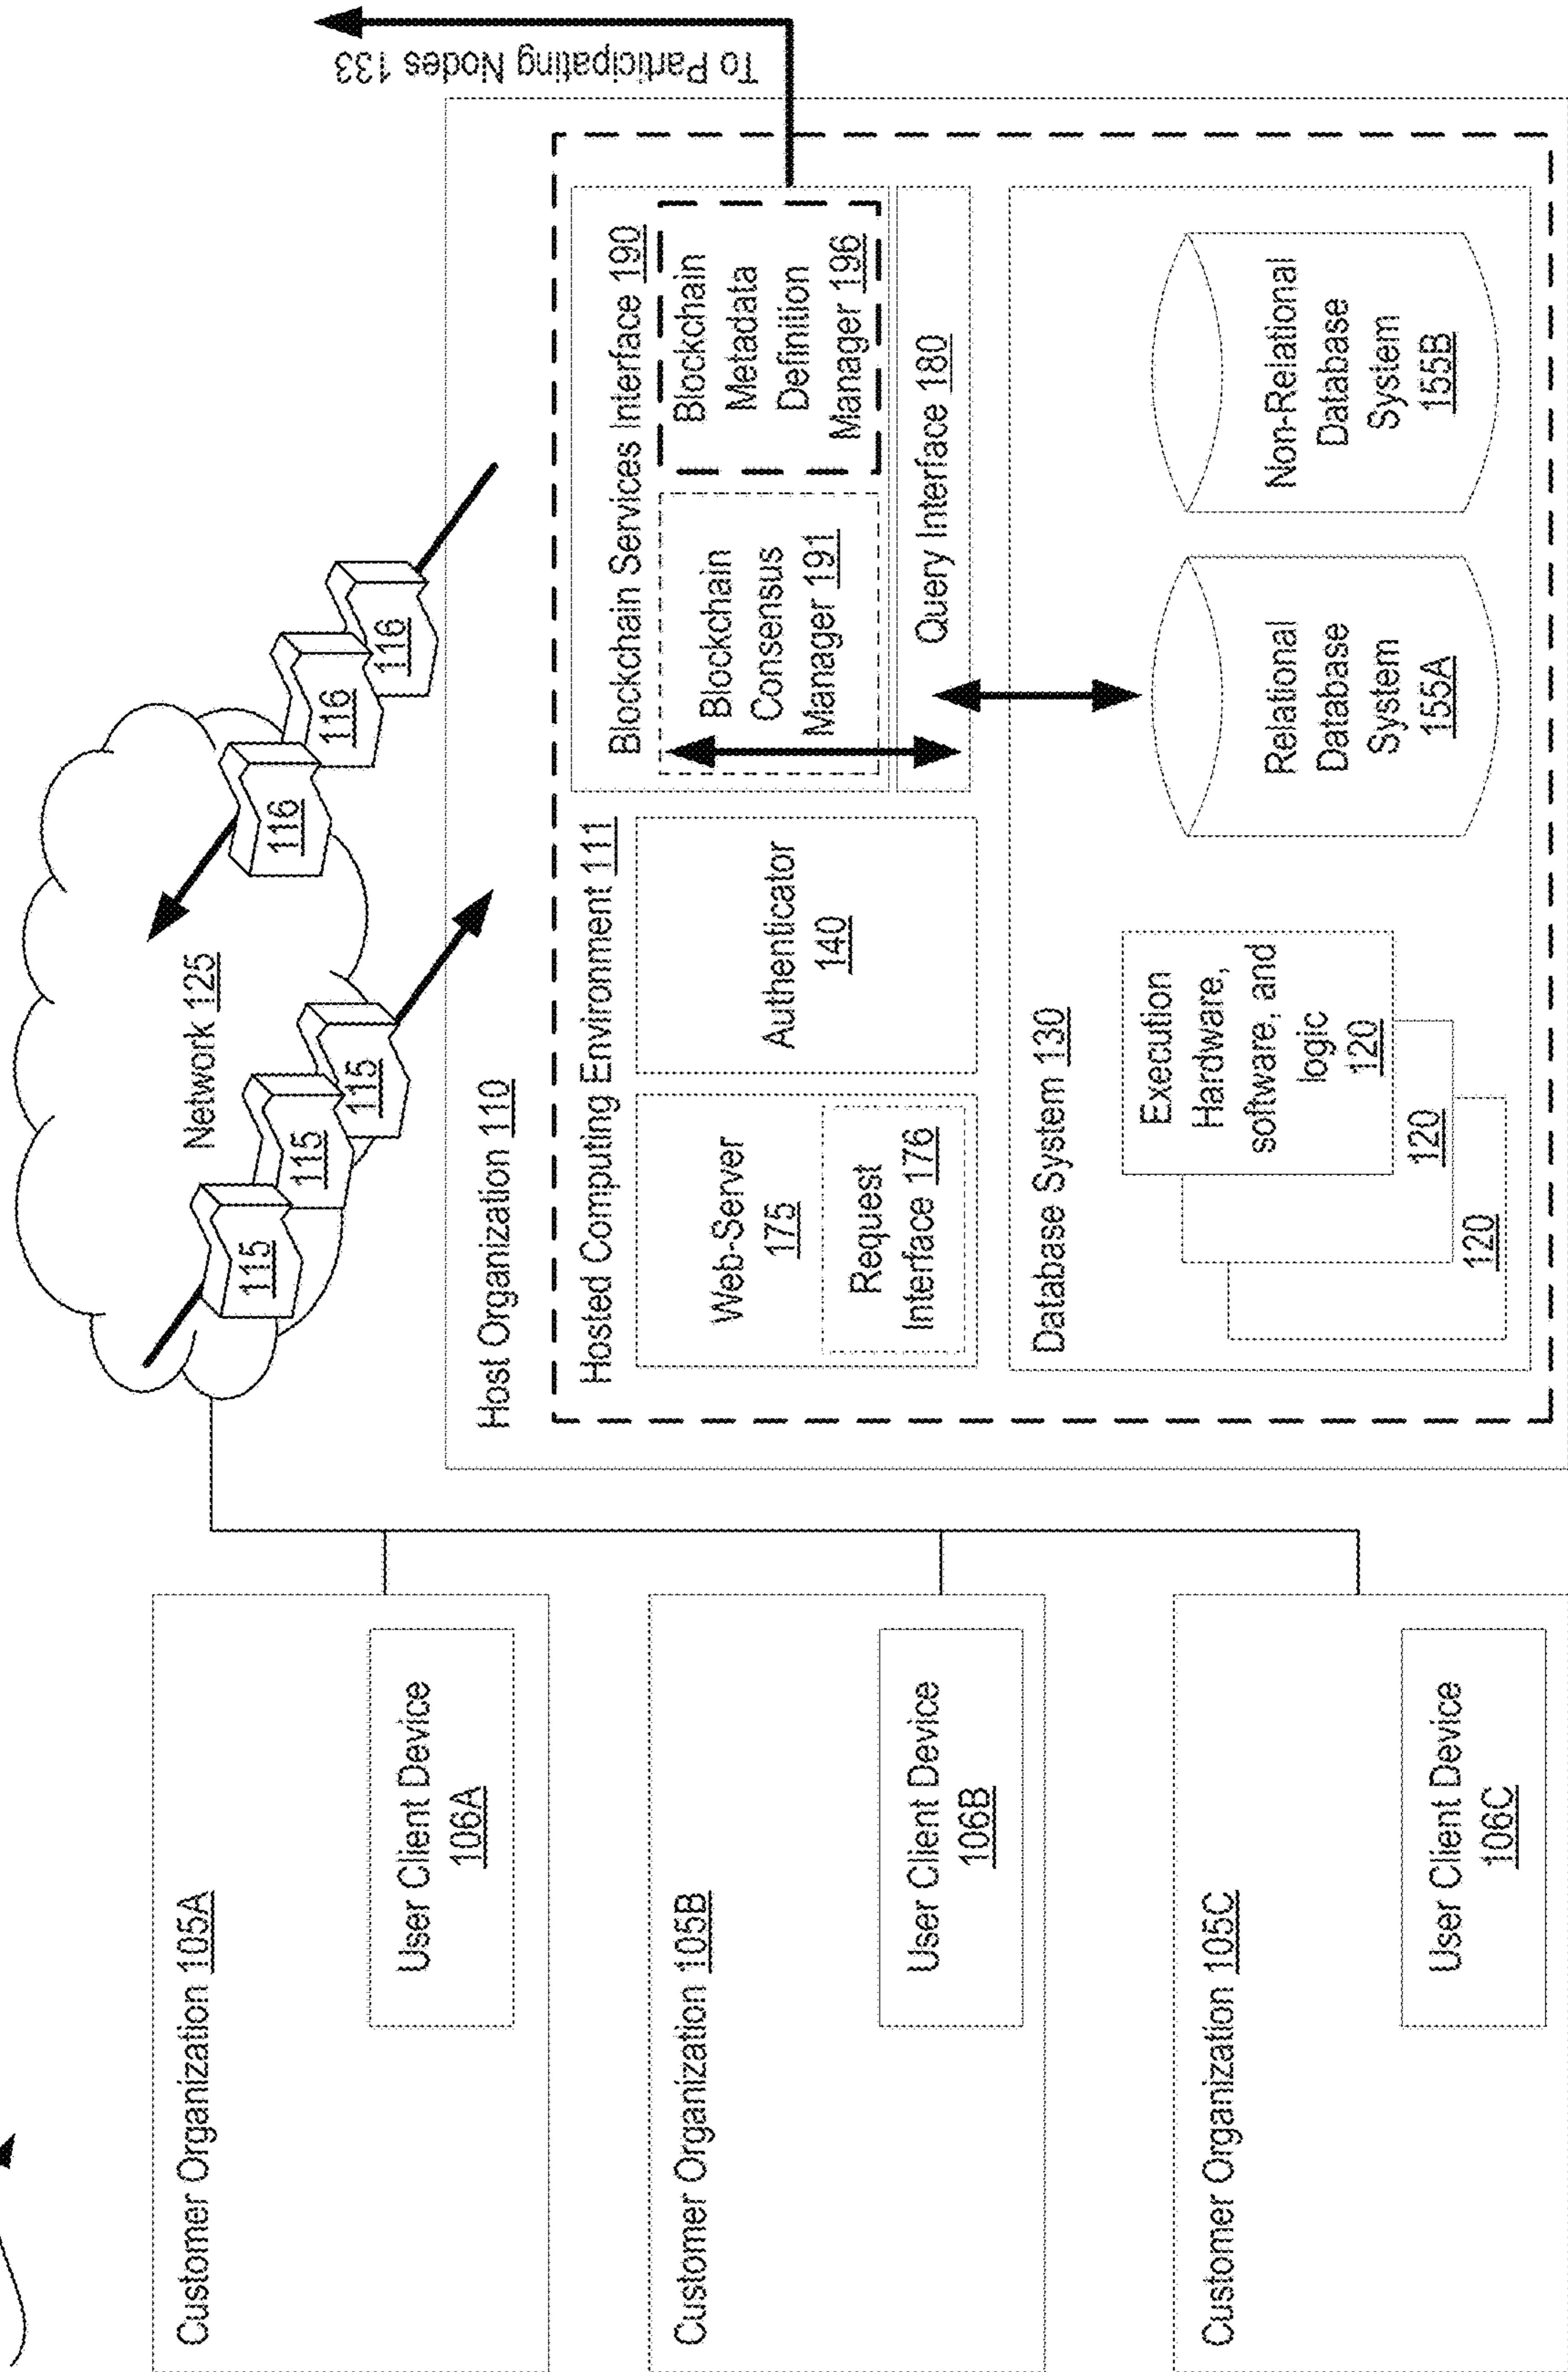 Customer Organization 105A
User Client Device
106A
Customer Organization 105B
User Client Device
106B
Customer Organization 105C
User Client Device
106C
Network 125
115
115
115
116
116
116
Host Organization 110
Hosted Computing Environment 111
Web-Server
175
Request
Interface 176
Authenticator
140
Blockchain Services Interface 190
Blockchain
Consensus
Manager 191
Blockchain
Metadata
Definition
Manager 196
Query Interface 180
Database System 130
Execution
Hardware,
software, and
logic
120
120
120
Relational
Database
System
155A
Non-Relational
Database
System
155B
To Participating Nodes 133